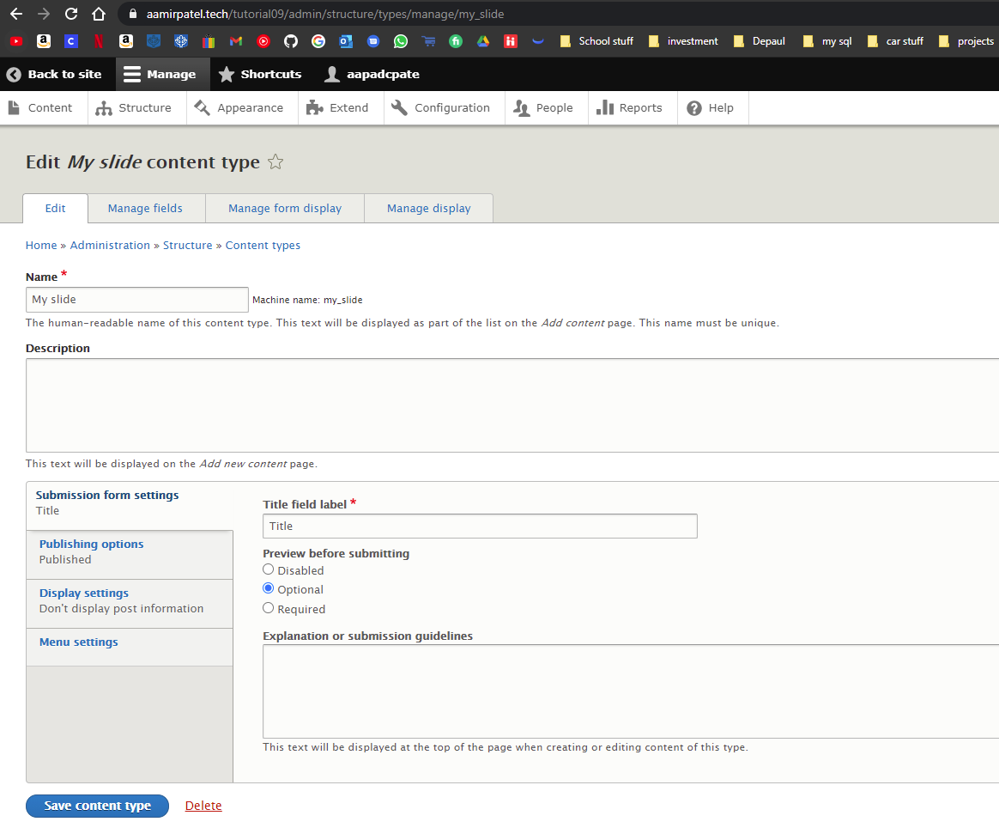 aamirpatel.tech/tutorial09/admin/structure/types/manage/my_slide
School stuff investment Depaul my sql car stuff projects
Back to site Manage Shortcuts aapadcpate
Content Structure Appearance Extend Configuration People Reports Help
Edit My slide content type
Edit Manage fields Manage form display Manage display
Home » Administration » Structure » Content types
Name *
My slide Machine name: my_slide
The human-readable name of this content type. This text will be displayed as part of the list on the Add content page. This name must be unique.
Description
This text will be displayed on the Add new content page.
Submission form settings
Title
Publishing options
Published
Display settings
Don't display post information
Menu settings
Title field label *
Title
Preview before submitting
Disabled
Optional
Required
Explanation or submission guidelines
This text will be displayed at the top of the page when creating or editing content of this type.
Save content type Delete